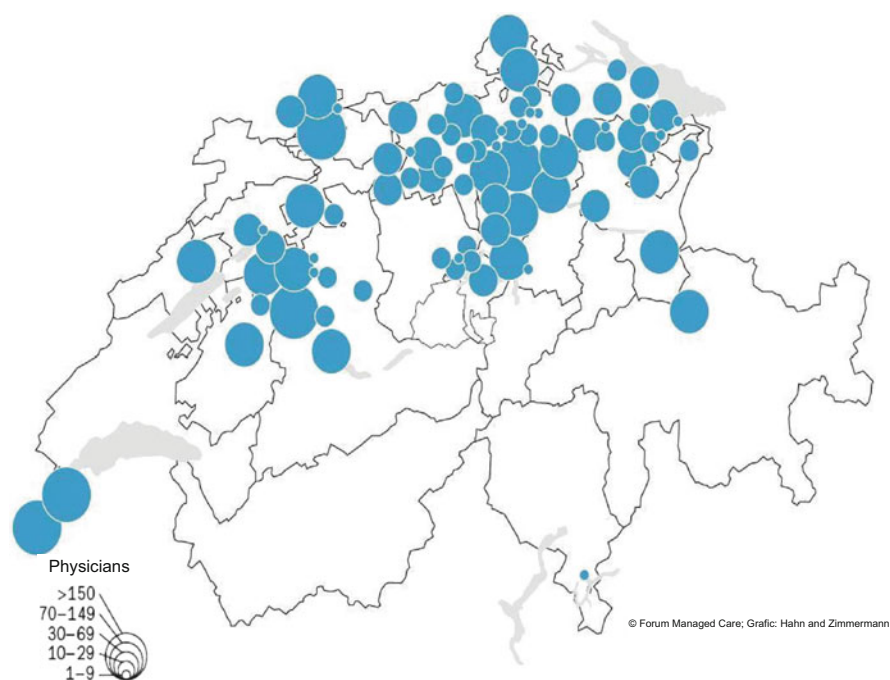 Physicians
>150
70–149
30–69
10–29
1–9
© Forum Managed Care; Grafic: Hahn and Zimmermann